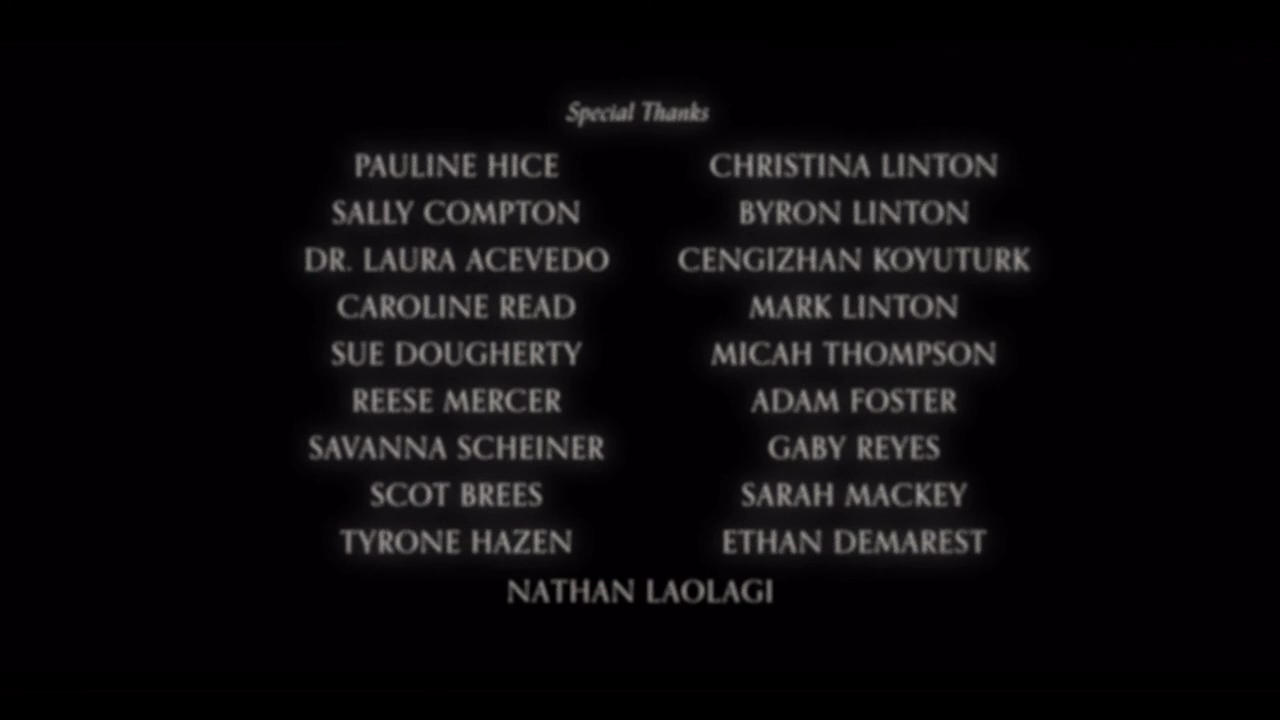 Special Thanks
PAULINE HICE CHRISTINA LINTON
SALLY COMPTON BYRON LINTON
DR. LAURA ACEVEDO CENGIZHAN KOYUTURK
CAROLINE READ MARK LINTON
SUE DOUGHERTY MICAH THOMPSON
REESE MERCER ADAM FOSTER
SAVANNA SCHEINER GABY REYES
SCOT BREES SARAH MACKEY
TYRONE HAZEN ETHAN DEMAREST
NATHAN LAOLAGI